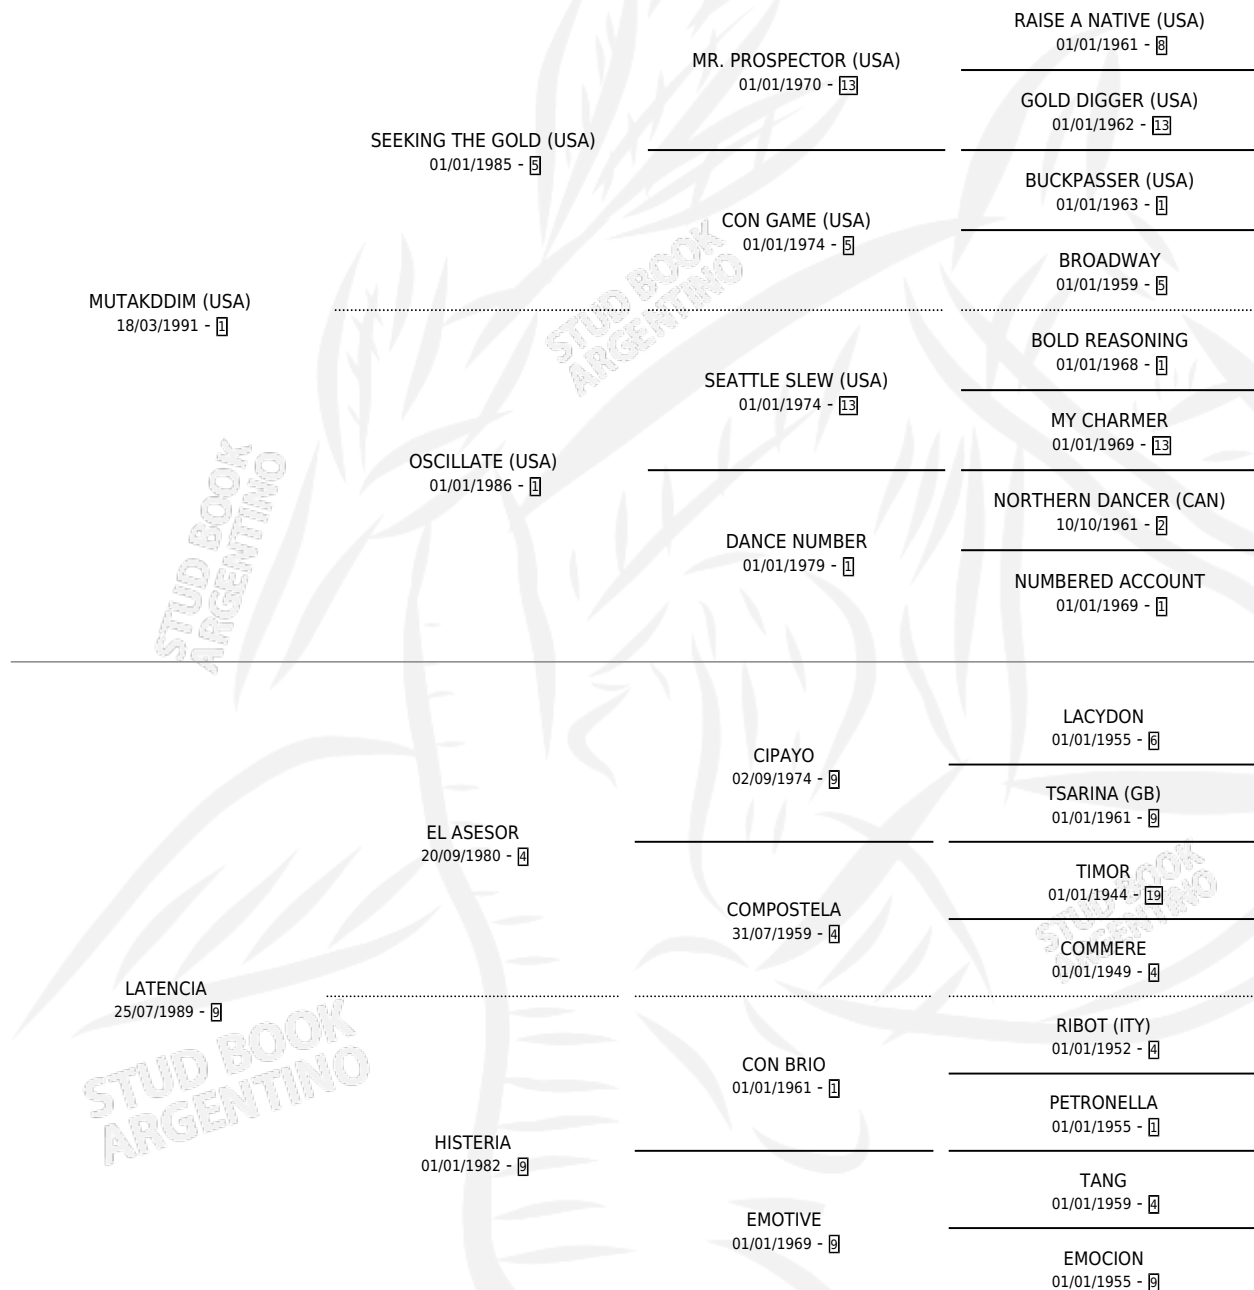 RAISE A NATIVE (USA)
01/01/1961 - 8
MR. PROSPECTOR (USA)
01/01/1970 - 13
GOLD DIGGER (USA)
01/01/1962 - 13
SEEKING THE GOLD (USA)
01/01/1985 - 5
BUCKPASSER (USA)
01/01/1963 - 1
CON GAME (USA)
01/01/1974 - 5
BROADWAY
01/01/1959 - 5
MUTAKDDIM (USA)
18/03/1991 - 1
BOLD REASONING
01/01/1968 - 1
SEATTLE SLEW (USA)
01/01/1974 - 13
MY CHARMER
01/01/1969 - 13
OSCILLATE (USA)
01/01/1986 - 1
NORTHERN DANCER (CAN)
10/10/1961 - 2
DANCE NUMBER
01/01/1979 - 1
NUMBERED ACCOUNT
01/01/1969 - 1
LACYDON
01/01/1955 - 6
CIPAYO
02/09/1974 - 9
TSARINA (GB)
01/01/1961 - 9
EL ASESOR
20/09/1980 - 4
TIMOR
01/01/1944 - 19
COMPOSTELA
31/07/1959 - 4
COMMERE
01/01/1949 - 4
LATENCIA
25/07/1989 - 9
RIBOT (ITY)
01/01/1952 - 4
CON BRIO
01/01/1961 - 1
PETRONELLA
01/01/1955 - 1
HISTERIA
01/01/1982 - 9
TANG
01/01/1959 - 4
EMOTIVE
01/01/1969 - 9
EMOCION
01/01/1955 - 9
STUD BOOK
ARGENTINO
STUD BOOK
ARGENTINO
STUD BOOK
ARGENTINO
STUD BOOK
ARGENTINO